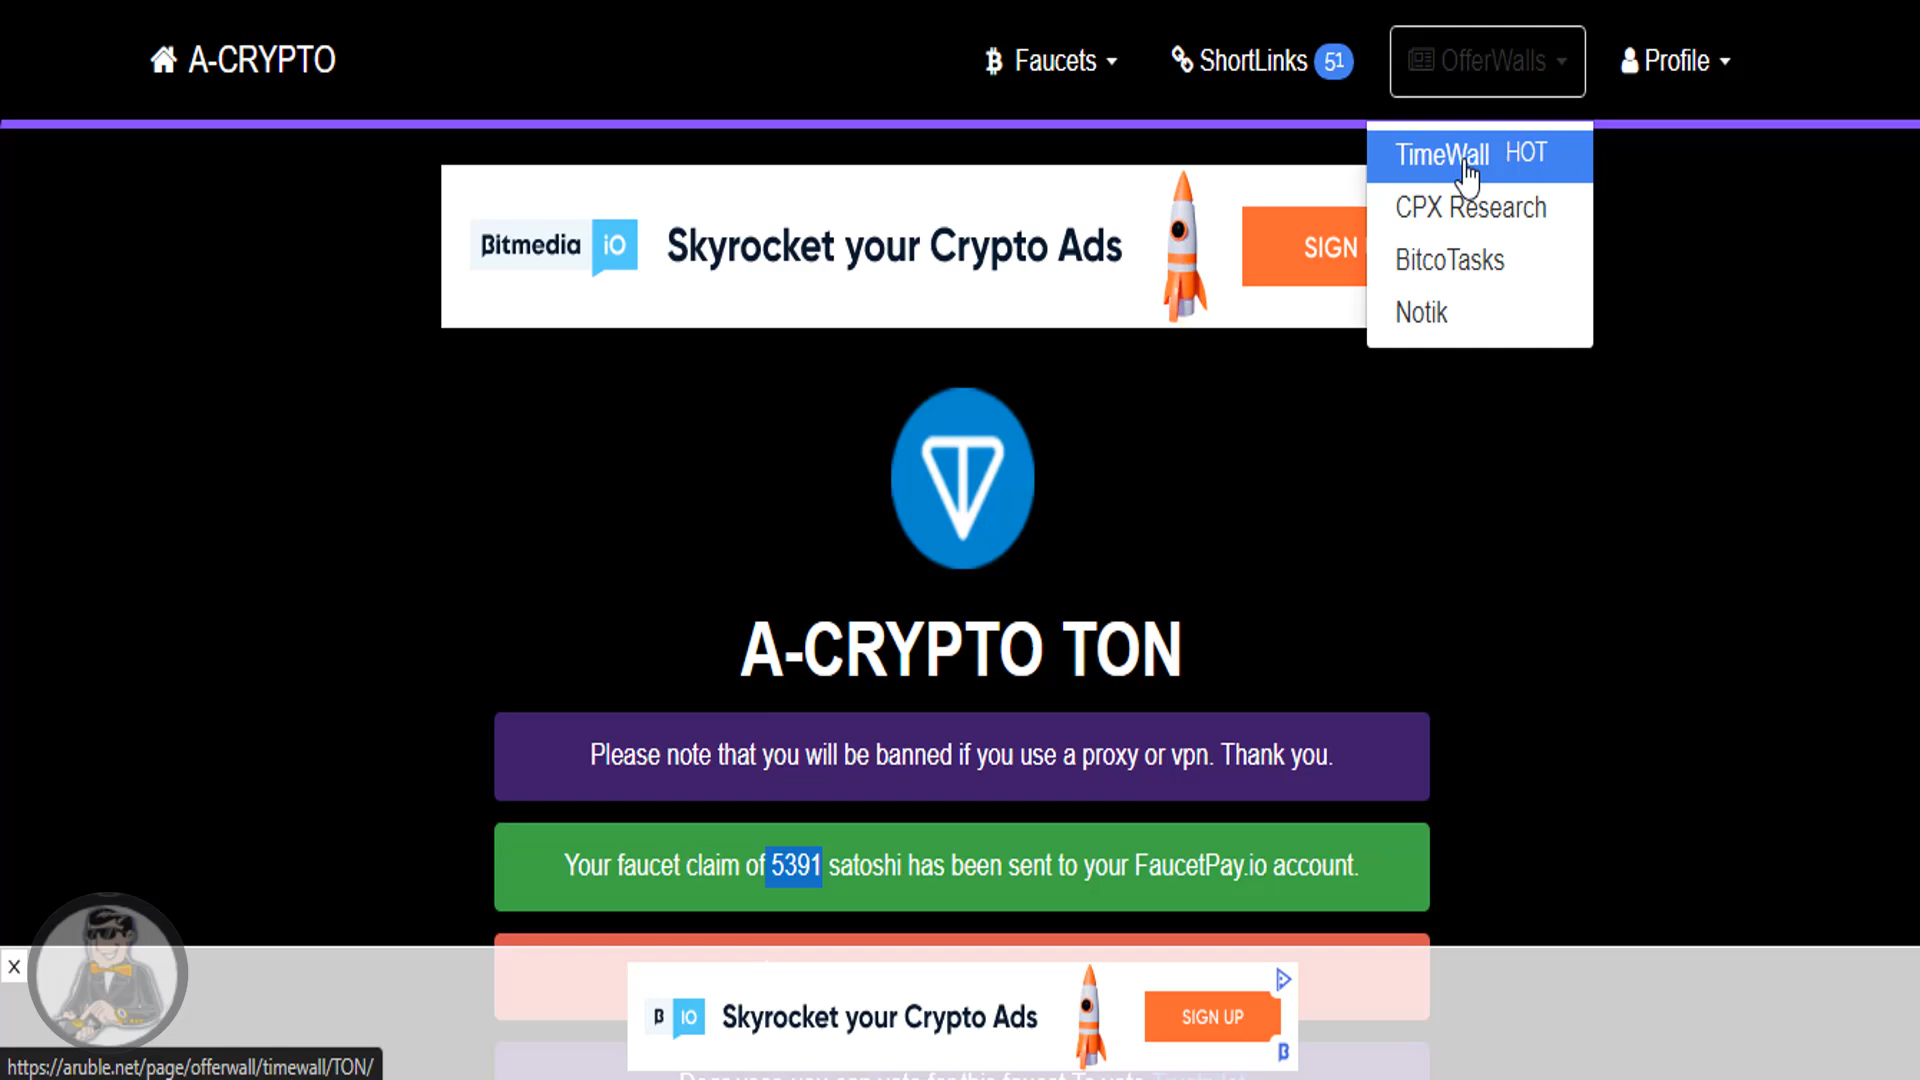 A-CRYPTO
Faucets
ShortLinks 51
OfferWalls
Profile
TimeWall HOT
CPX Research
BitcoTasks
Notik
Bitmedia iO
Skyrocket your Crypto Ads
SIGN
A-CRYPTO TON
Please note that you will be banned if you use a proxy or vpn. Thank you.
Your faucet claim of 5391 satoshi has been sent to your FaucetPay.io account.
X
B IO
Skyrocket your Crypto Ads
SIGN UP
https://aruble.net/page/offerwall/timewall/TON/